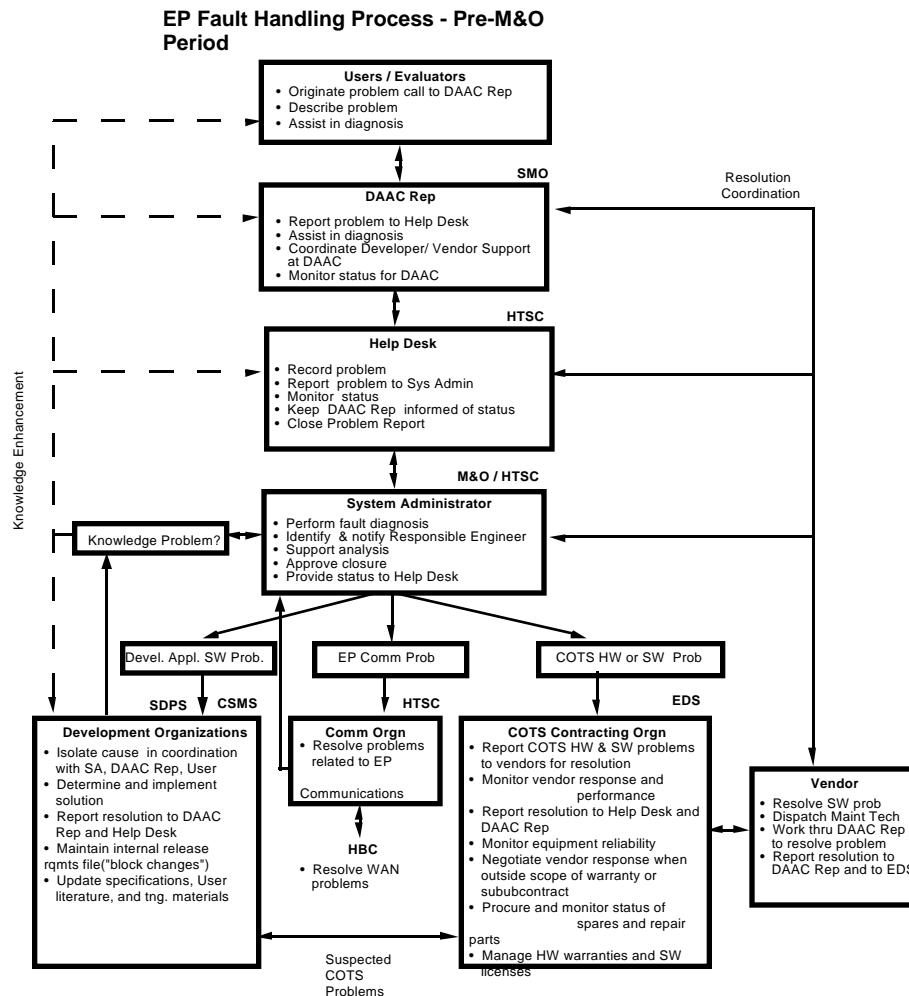 EP Fault Handling Process - Pre-M&O
Period
Users / Evaluators
• Originate problem call to DAAC Rep
• Describe problem
• Assist in diagnosis
SMO
Resolution
Coordination
DAAC Rep
• Report problem to Help Desk
• Assist in diagnosis
• Coordinate Developer/ Vendor Support
at DAAC
• Monitor status for DAAC
HTSC
Help Desk
• Record problem
• Report problem to Sys Admin
• Monitor status
• Keep DAAC Rep informed of status
• Close Problem Report
Knowledge Enhancement
M&O / HTSC
System Administrator
• Perform fault diagnosis
• Identify & notify Responsible Engineer
• Support analysis
• Approve closure
• Provide status to Help Desk
Knowledge Problem?
Devel. Appl. SW Prob.
EP Comm Prob
COTS HW or SW Prob
SDPS
CSMS
HTSC
EDS
Development Organizations
• Isolate cause in coordination
with SA, DAAC Rep, User
• Determine and implement
solution
• Report resolution to DAAC
Rep and Help Desk
• Maintain internal release
rqmts file("block changes")
• Update specifications, User
literature, and tng. materials
Comm Orgn
• Resolve problems
related to EP
Communications
HBC
• Resolve WAN
problems
COTS Contracting Orgn
• Report COTS HW & SW problems
to vendors for resolution
• Monitor vendor response and
performance
• Report resolution to Help Desk and
DAAC Rep
• Monitor equipment reliability
• Negotiate vendor response when
outside scope of warranty or
sububcontract
• Procure and monitor status of
spares and repair
parts
• Manage HW warranties and SW
licenses
Vendor
• Resolve SW prob
• Dispatch Maint Tech
• Work thru DAAC Rep
to resolve problem
• Report resolution to
DAAC Rep and to EDS
Suspected
COTS
Problems